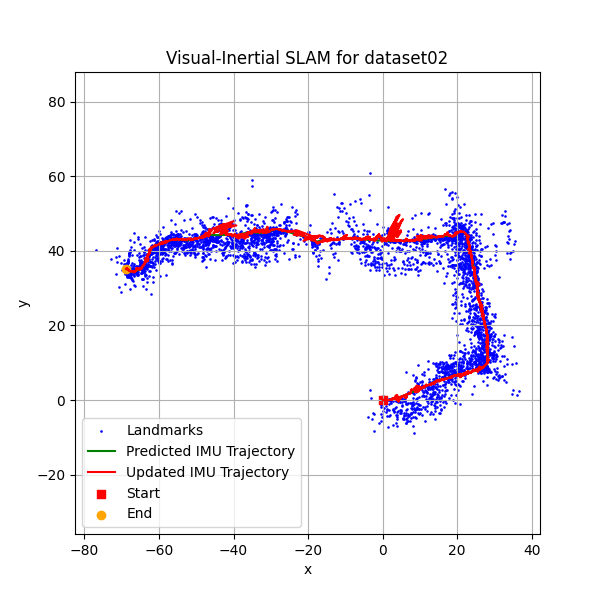 Visual-Inertial SLAM for dataset02
80
60
40
20
0
−20
y
Landmarks
Predicted IMU Trajectory
Updated IMU Trajectory
Start
End
−80 −60 −40 −20 0 20 40
x